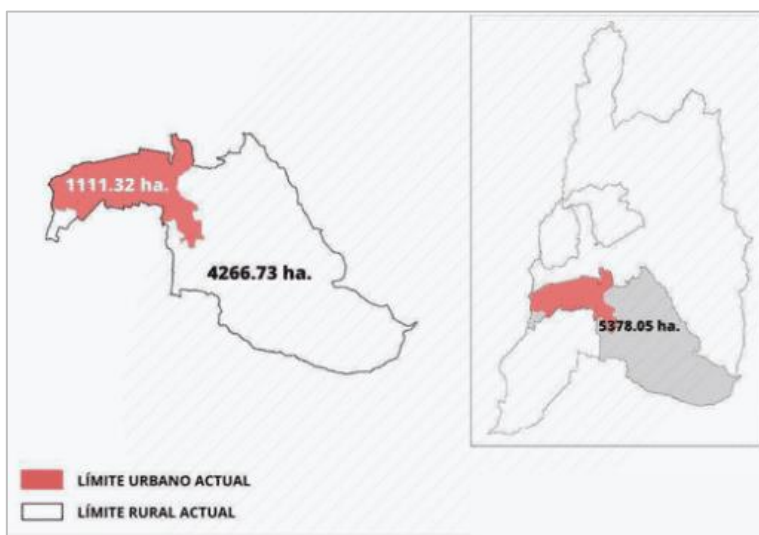 1111.32 ha.
4266.73 ha.
5378.05 ha.
LÍMITE URBANO ACTUAL
LÍMITE RURAL ACTUAL